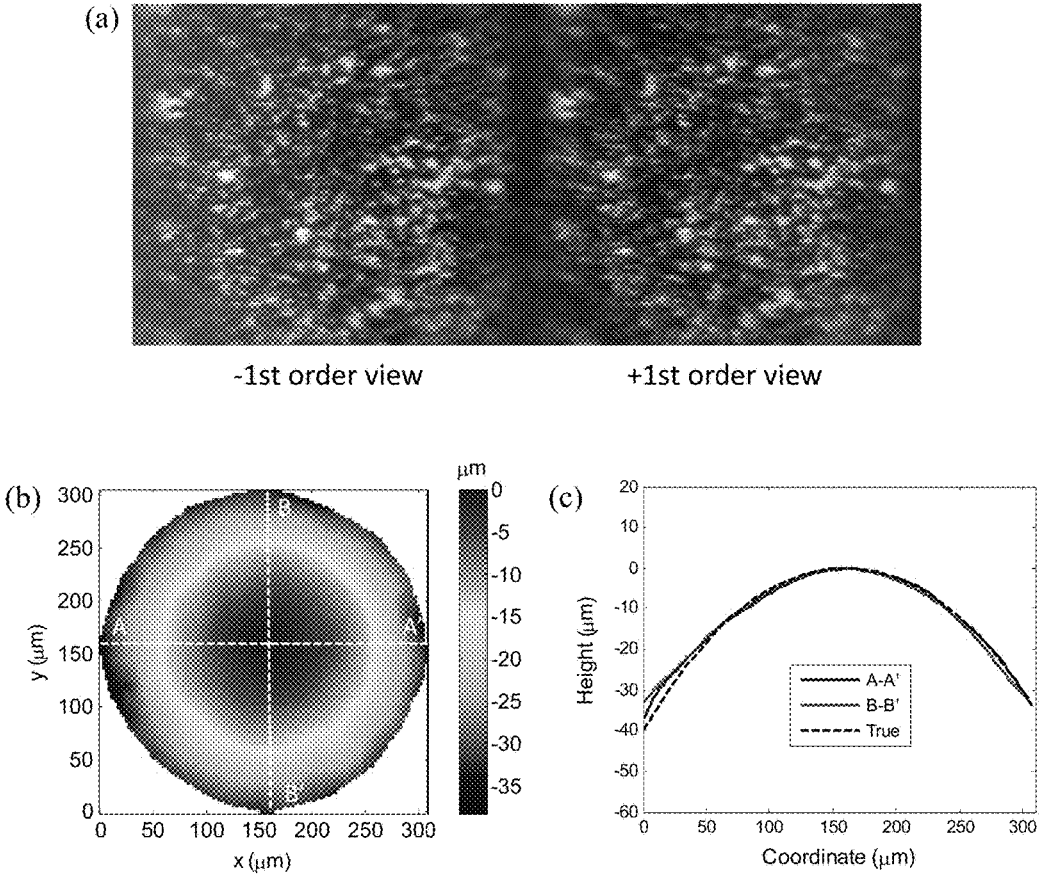 (a)
-1st order view
+1st order view
(b)
μm
0
-5
-10
-15
-20
-25
-30
-35
300
250
200
150
100
50
0
y (μm)
B
A
A
B
0 50 100 150 200 250 300
x (μm)
(c)
20
10
0
-10
-20
-30
-40
-50
-60
Height (μm)
A-A'
B-B'
True
0 50 100 150 200 250 300
Coordinate (μm)